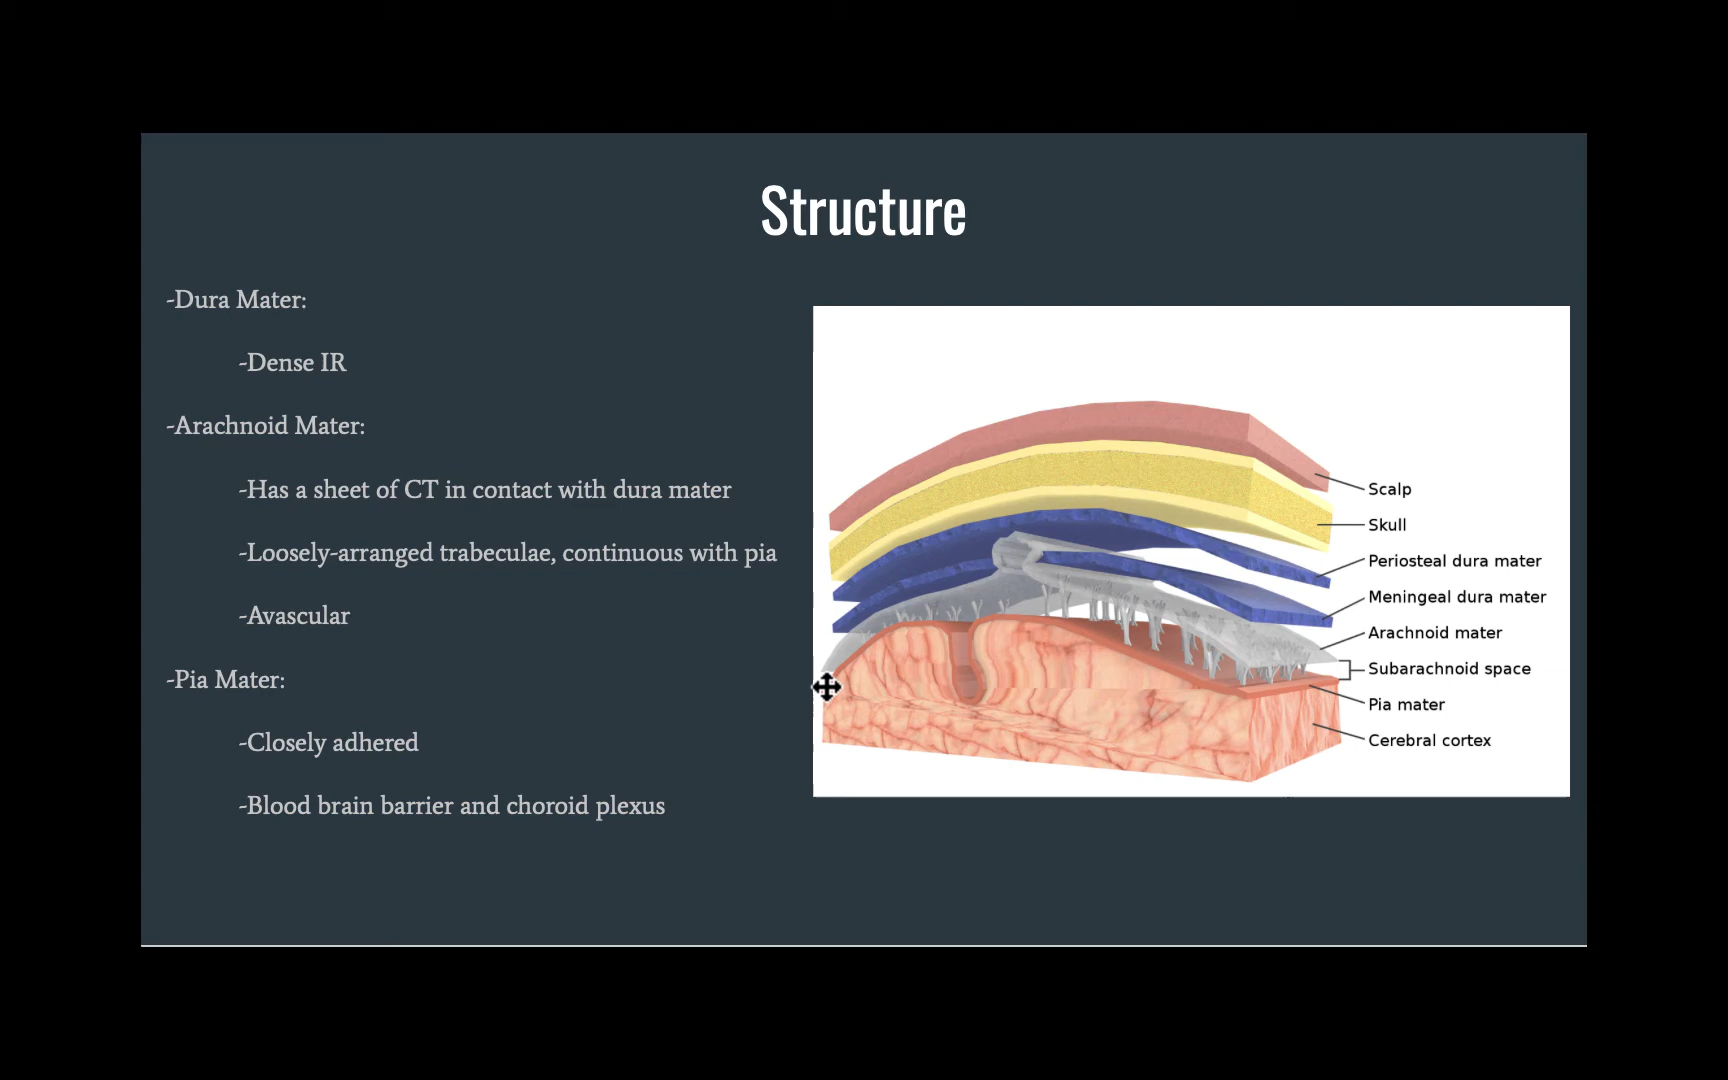 Structure
-Dura Mater:
-Dense IR
-Arachnoid Mater:
-Has a sheet of CT in contact with dura mater
-Loosely-arranged trabeculae, continuous with pia
-Avascular
-Pia Mater:
-Closely adhered
-Blood brain barrier and choroid plexus
Scalp
Skull
Periosteal dura mater
Meningeal dura mater
Arachnoid mater
Subarachnoid space
Pia mater
Cerebral cortex